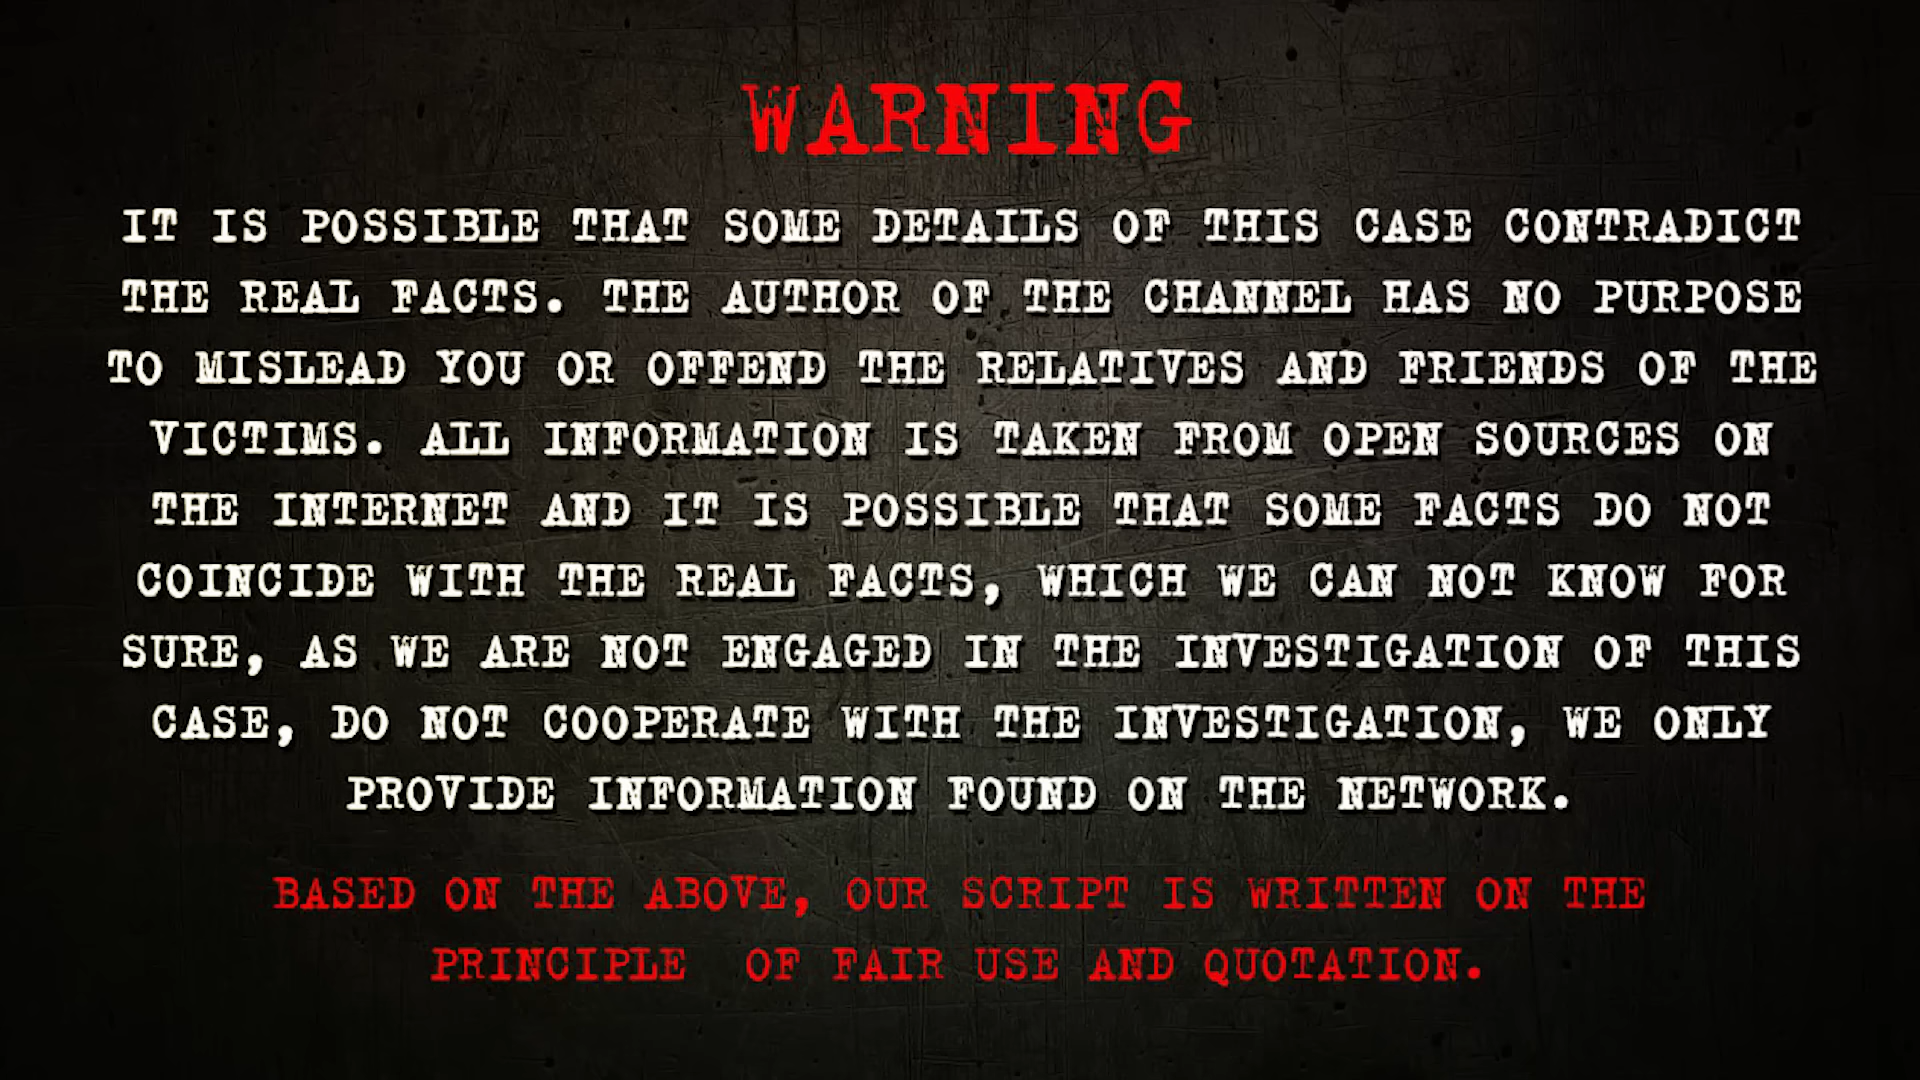 WARNING
IT IS POSSIBLE THAT SOME DETAILS OF THIS CASE CONTRADICT
THE REAL FACTS. THE AUTHOR OF THE CHANNEL HAS NO PURPOSE
TO MISLEAD YOU OR OFFEND THE RELATIVES AND FRIENDS OF THE
VICTIMS. ALL INFORMATION IS TAKEN FROM OPEN SOURCES ON
THE INTERNET AND IT IS POSSIBLE THAT SOME FACTS DO NOT
COINCIDE WITH THE REAL FACTS, WHICH WE CAN NOT KNOW FOR
SURE, AS WE ARE NOT ENGAGED IN THE INVESTIGATION OF THIS
CASE, DO NOT COOPERATE WITH THE INVESTIGATION, WE ONLY
PROVIDE INFORMATION FOUND ON THE NETWORK.
BASED ON THE ABOVE, OUR SCRIPT IS WRITTEN ON THE
PRINCIPLE OF FAIR USE AND QUOTATION.